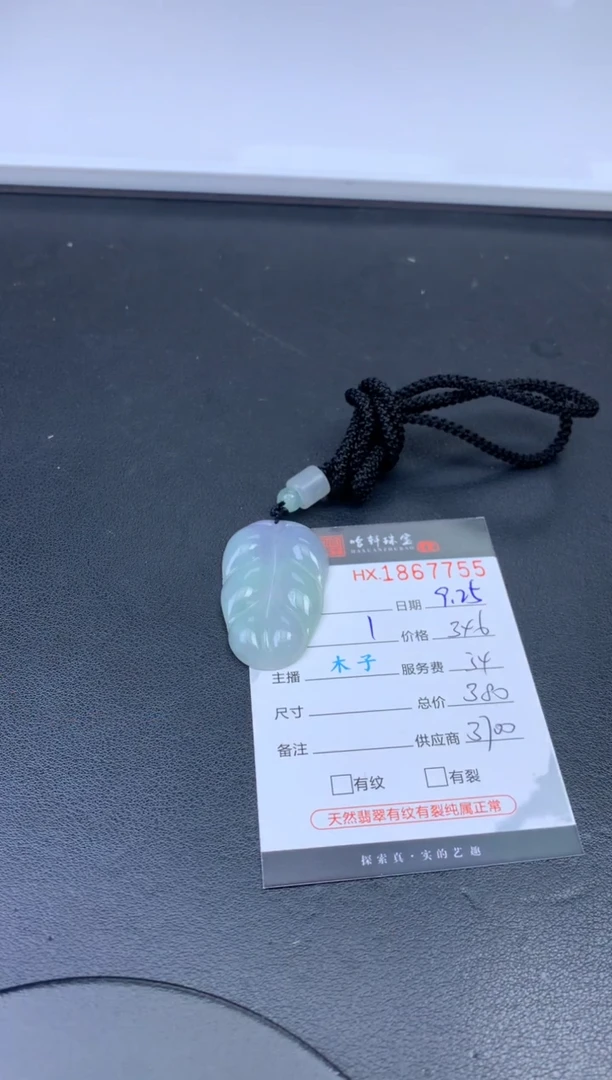 HX.1867755
日期 9.25
1 价格 346
主播 木子 服务费 34
尺寸 总价 380
备注 供应商 3700
有纹 有裂
天然翡翠有纹有裂纯属正常
探索真·实的艺趣